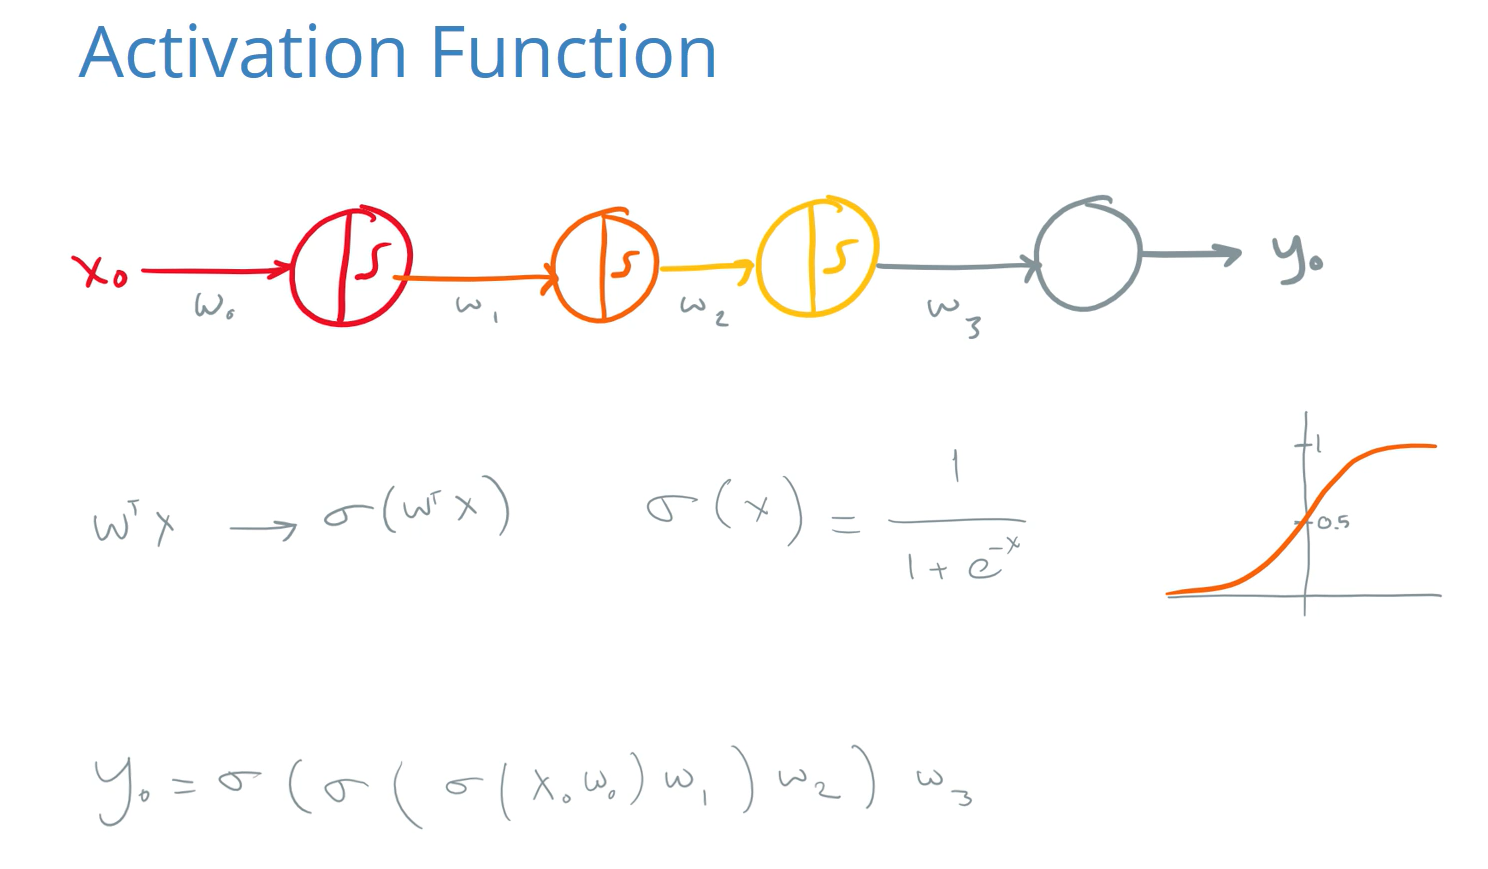 Activation Function
x₀ w₀ w₁ w₂ w₃ y₀
wᵀx → σ(wᵀx) σ(x) = 1 / (1 + e⁻ˣ)
1
0.5
y₀ = σ(σ(σ(x₀w₀)w₁)w₂)w₃